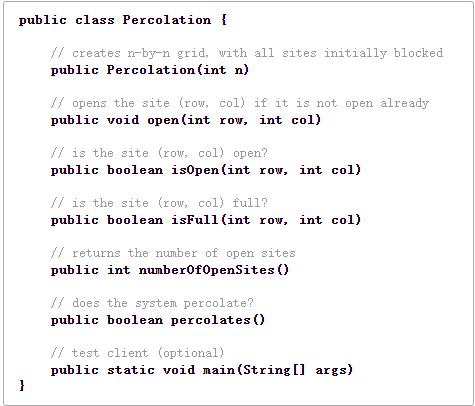 public class Percolation {
// creates n-by-n grid, with all sites initially blocked
public Percolation(int n)
// opens the site (row, col) if it is not open already
public void open(int row, int col)
// is the site (row, col) open?
public boolean isOpen(int row, int col)
// is the site (row, col) full?
public boolean isFull(int row, int col)
// returns the number of open sites
public int numberOfOpenSites()
// does the system percolate?
public boolean percolates()
// test client (optional)
public static void main(String[] args)
}